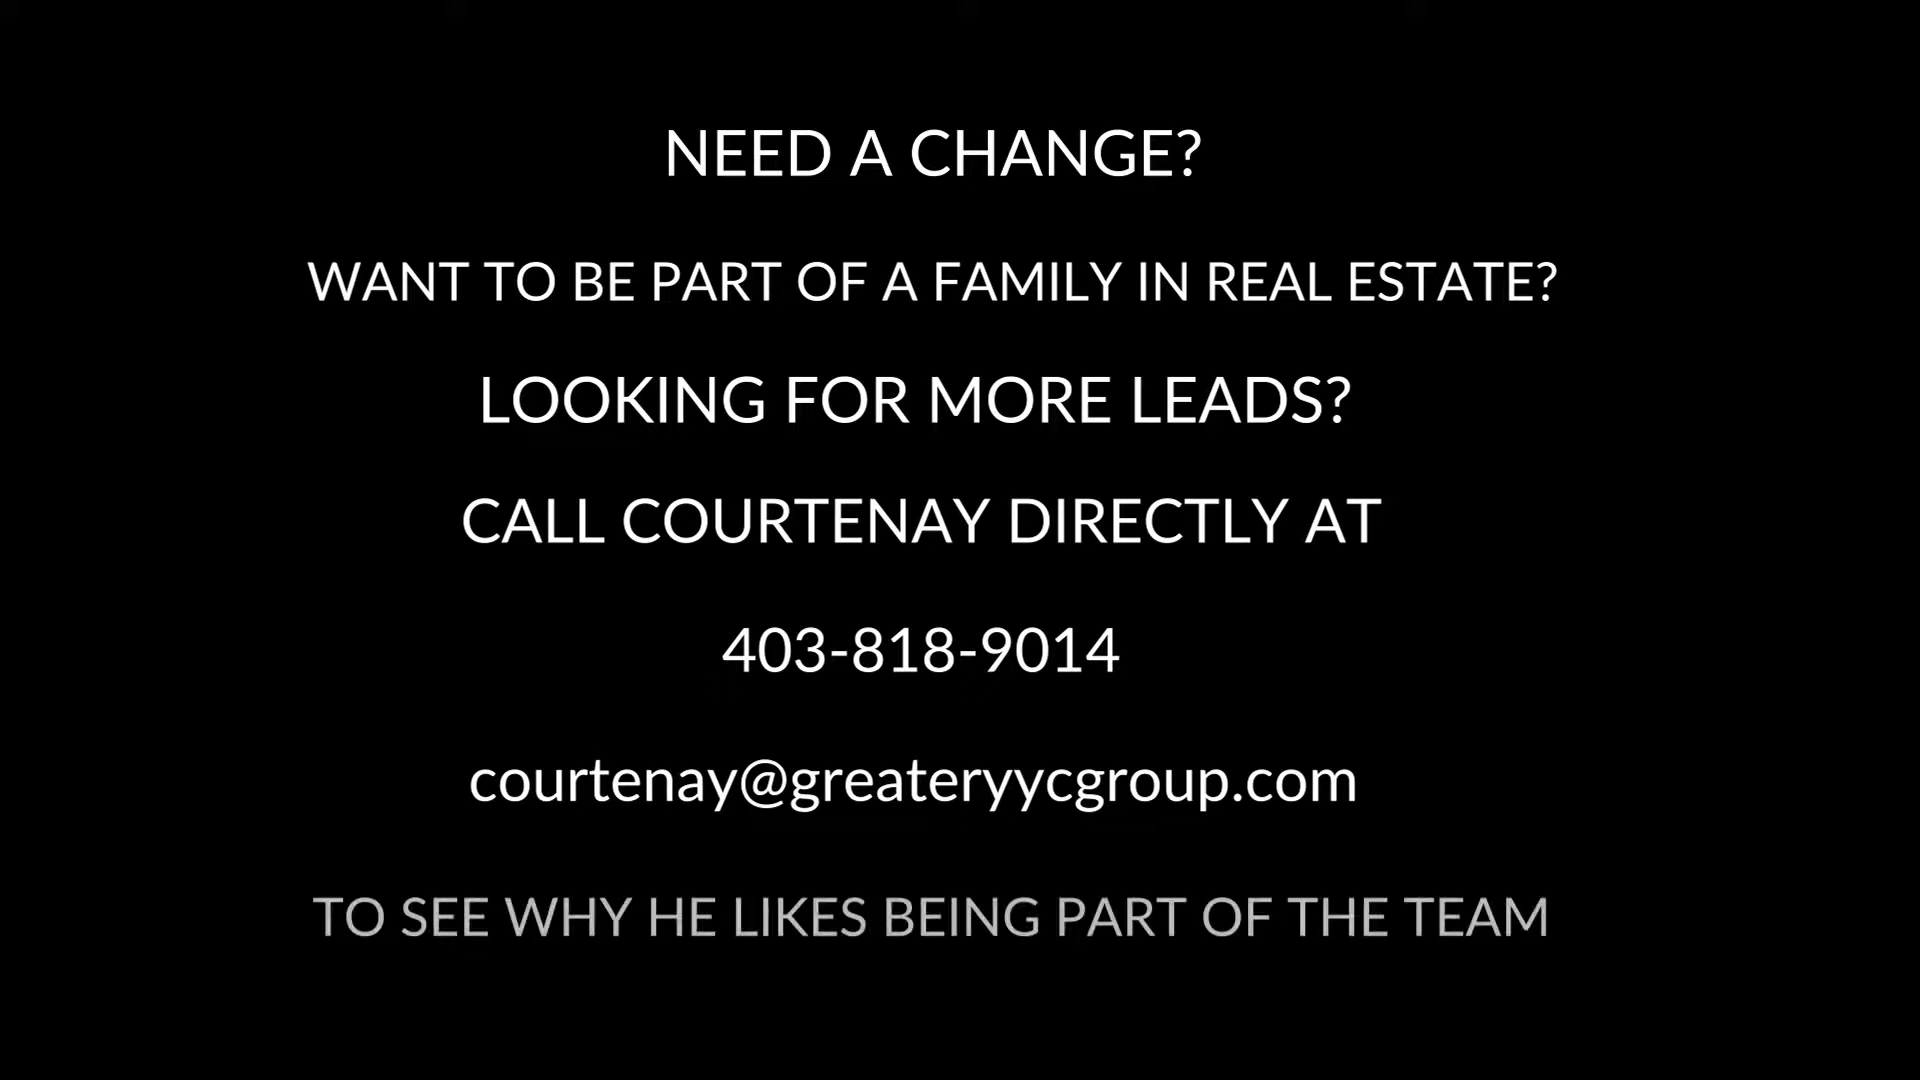 NEED A CHANGE?
WANT TO BE PART OF A FAMILY IN REAL ESTATE?
LOOKING FOR MORE LEADS?
CALL COURTENAY DIRECTLY AT
403-818-9014
courtenay@greateryycgroup.com
TO SEE WHY HE LIKES BEING PART OF THE TEAM